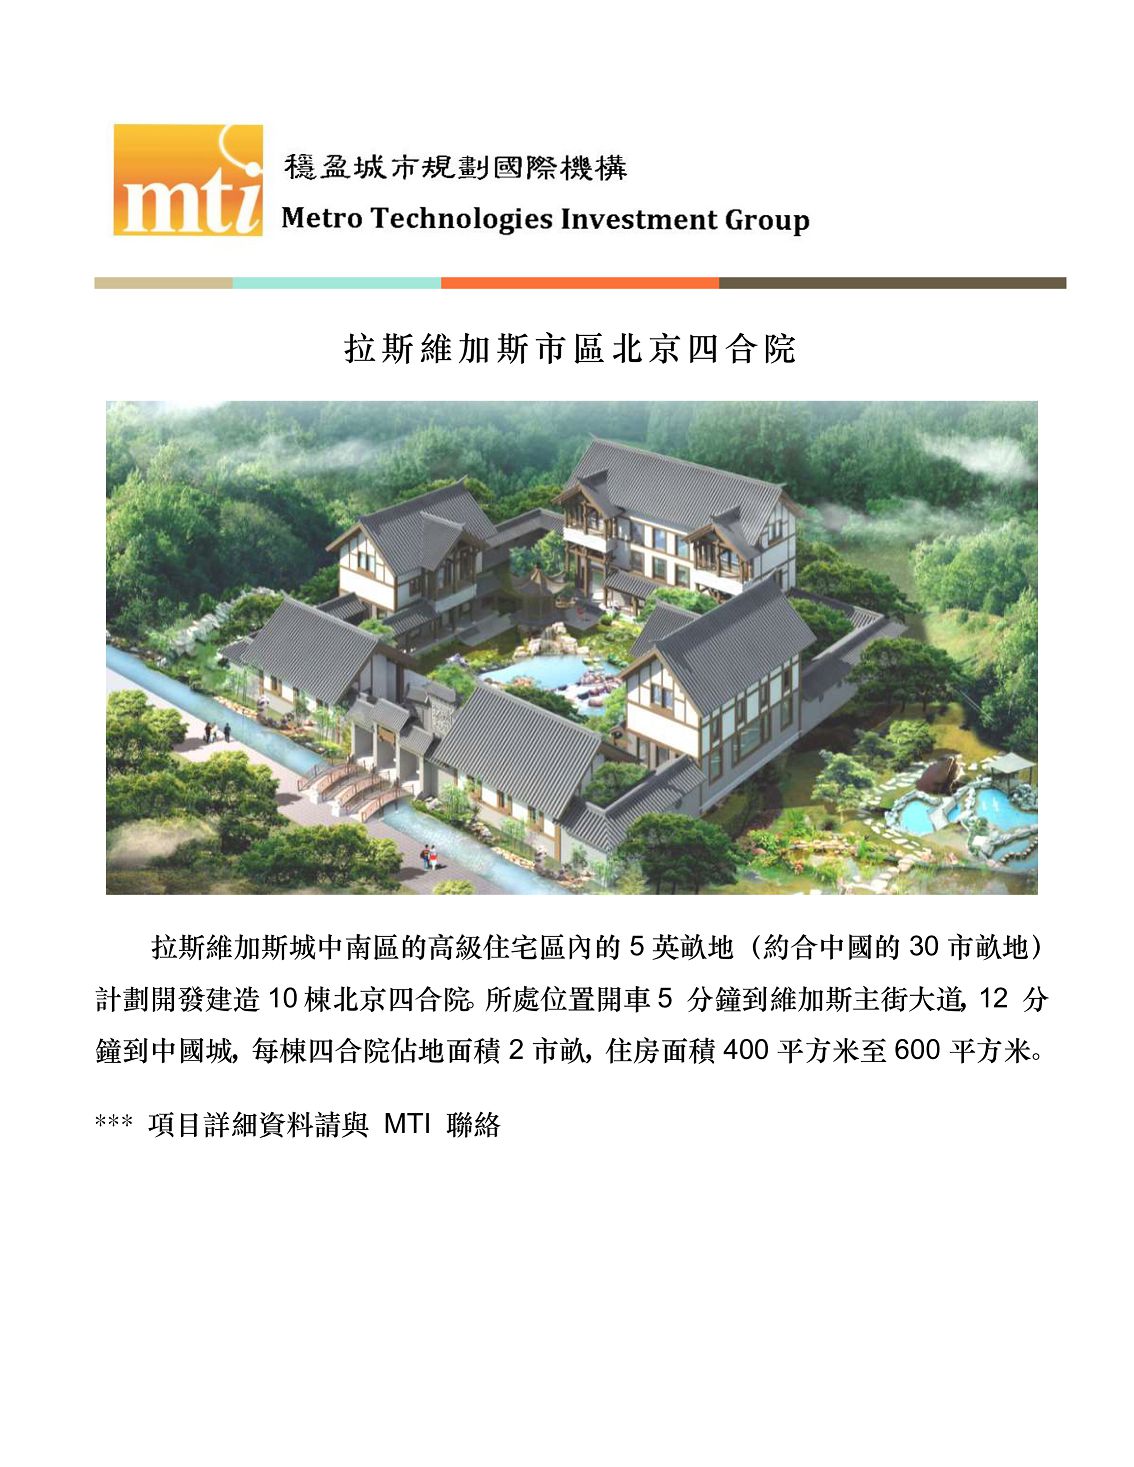 mti
穩盈城市規劃國際機構
Metro Technologies Investment Group
拉斯維加斯市區北京四合院
拉斯維加斯城中南區的高級住宅區內的 5 英畝地（約合中國的 30 市畝地）
計劃開發建造 10 棟北京四合院。所處位置開車 5 分鐘到維加斯主街大道, 12 分
鐘到中國城, 每棟四合院佔地面積 2 市畝, 住房面積 400 平方米至 600 平方米。
*** 項目詳細資料請與 MTI 聯絡